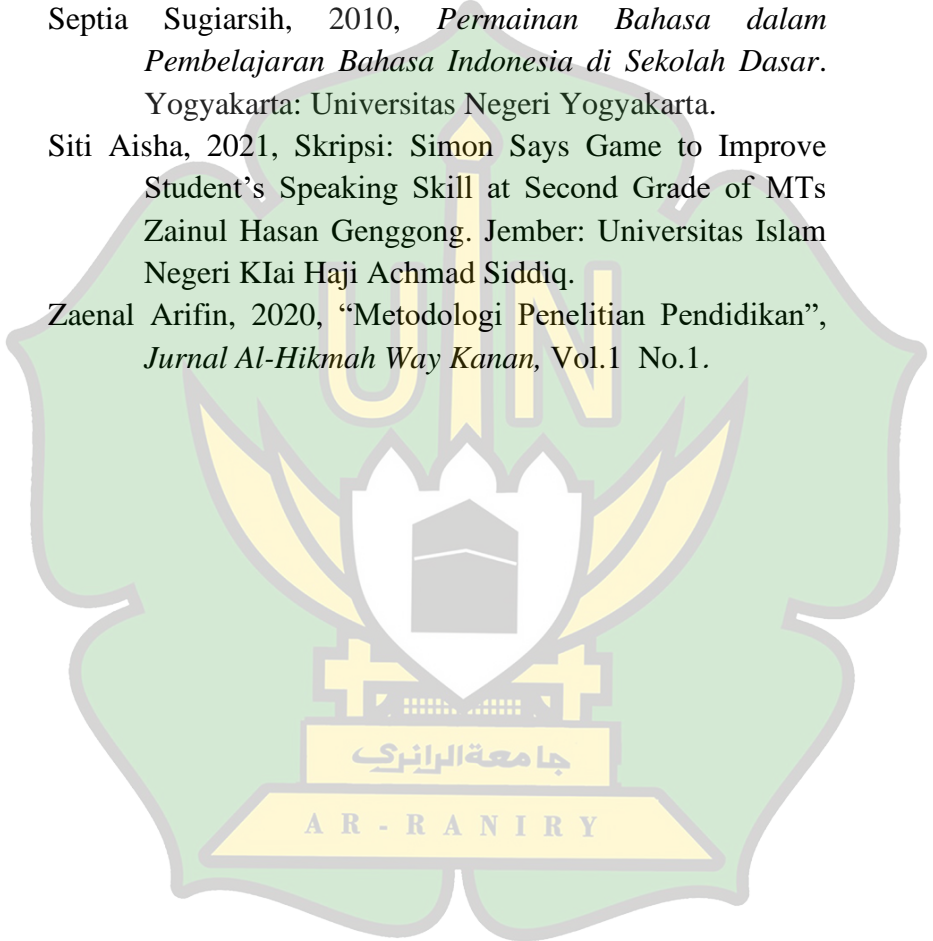 Septia Sugiarsih, 2010, Permainan Bahasa dalam
Pembelajaran Bahasa Indonesia di Sekolah Dasar.
Yogyakarta: Universitas Negeri Yogyakarta.
Siti Aisha, 2021, Skripsi: Simon Says Game to Improve
Student’s Speaking Skill at Second Grade of MTs
Zainul Hasan Genggong. Jember: Universitas Islam
Negeri KIai Haji Achmad Siddiq.
Zaenal Arifin, 2020, “Metodologi Penelitian Pendidikan”,
Jurnal Al-Hikmah Way Kanan, Vol.1 No.1.
UIN
جامعةالرانري
AR-RANIRY